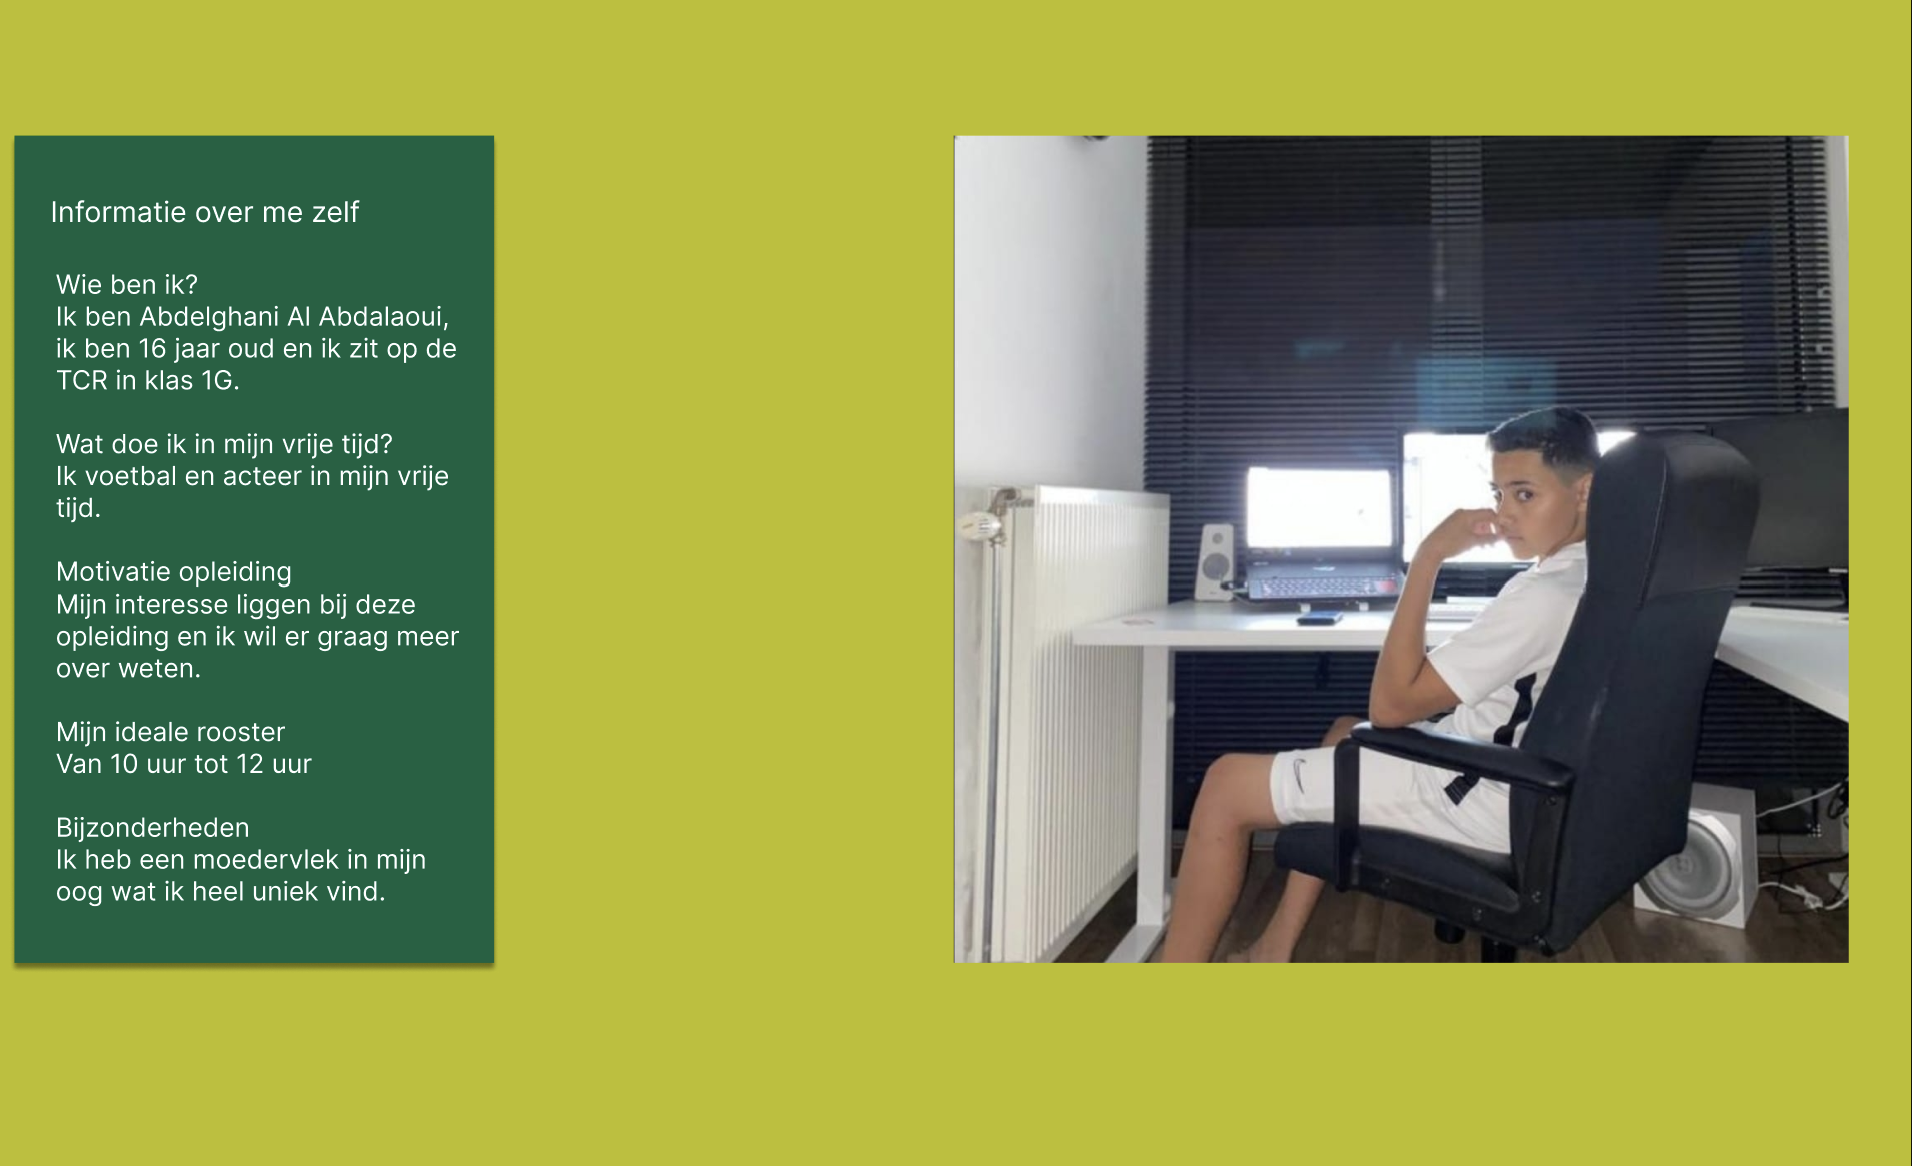 Informatie over me zelf
Wie ben ik?
Ik ben Abdelghani Al Abdalaoui,
ik ben 16 jaar oud en ik zit op de
TCR in klas 1G.
Wat doe ik in mijn vrije tijd?
Ik voetbal en acteer in mijn vrije
tijd.
Motivatie opleiding
Mijn interesse liggen bij deze
opleiding en ik wil er graag meer
over weten.
Mijn ideale rooster
Van 10 uur tot 12 uur
Bijzonderheden
Ik heb een moedervlek in mijn
oog wat ik heel uniek vind.